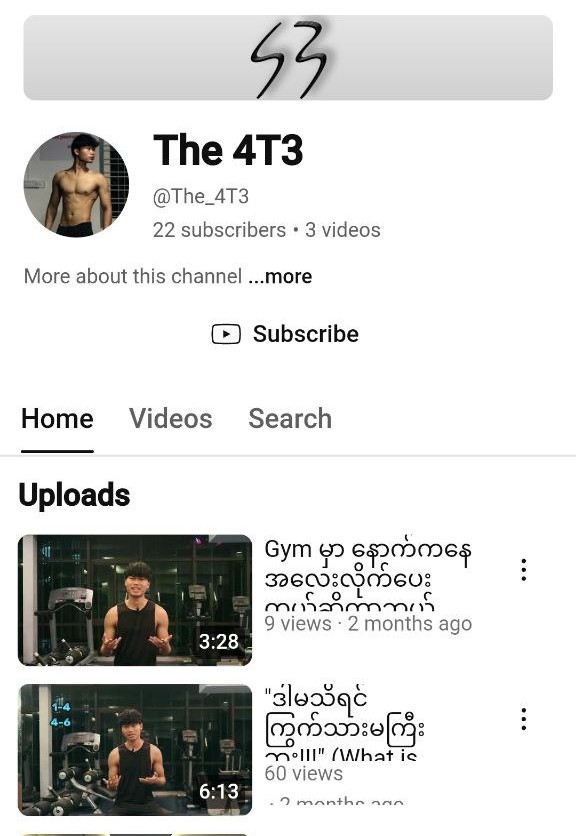 The 4T3
@The_4T3
22 subscribers • 3 videos
More about this channel ...more
Subscribe
Home Videos Search
Uploads
Gym မှာ နောက်ကနေ
အလေးလိုက်ပေး
3:28
9 views · 2 months ago
"ဒါမသိရင်
ကြွက်သားမကြီး
(What is
1-4
4-6
6:13
60 views
· 2 months ago